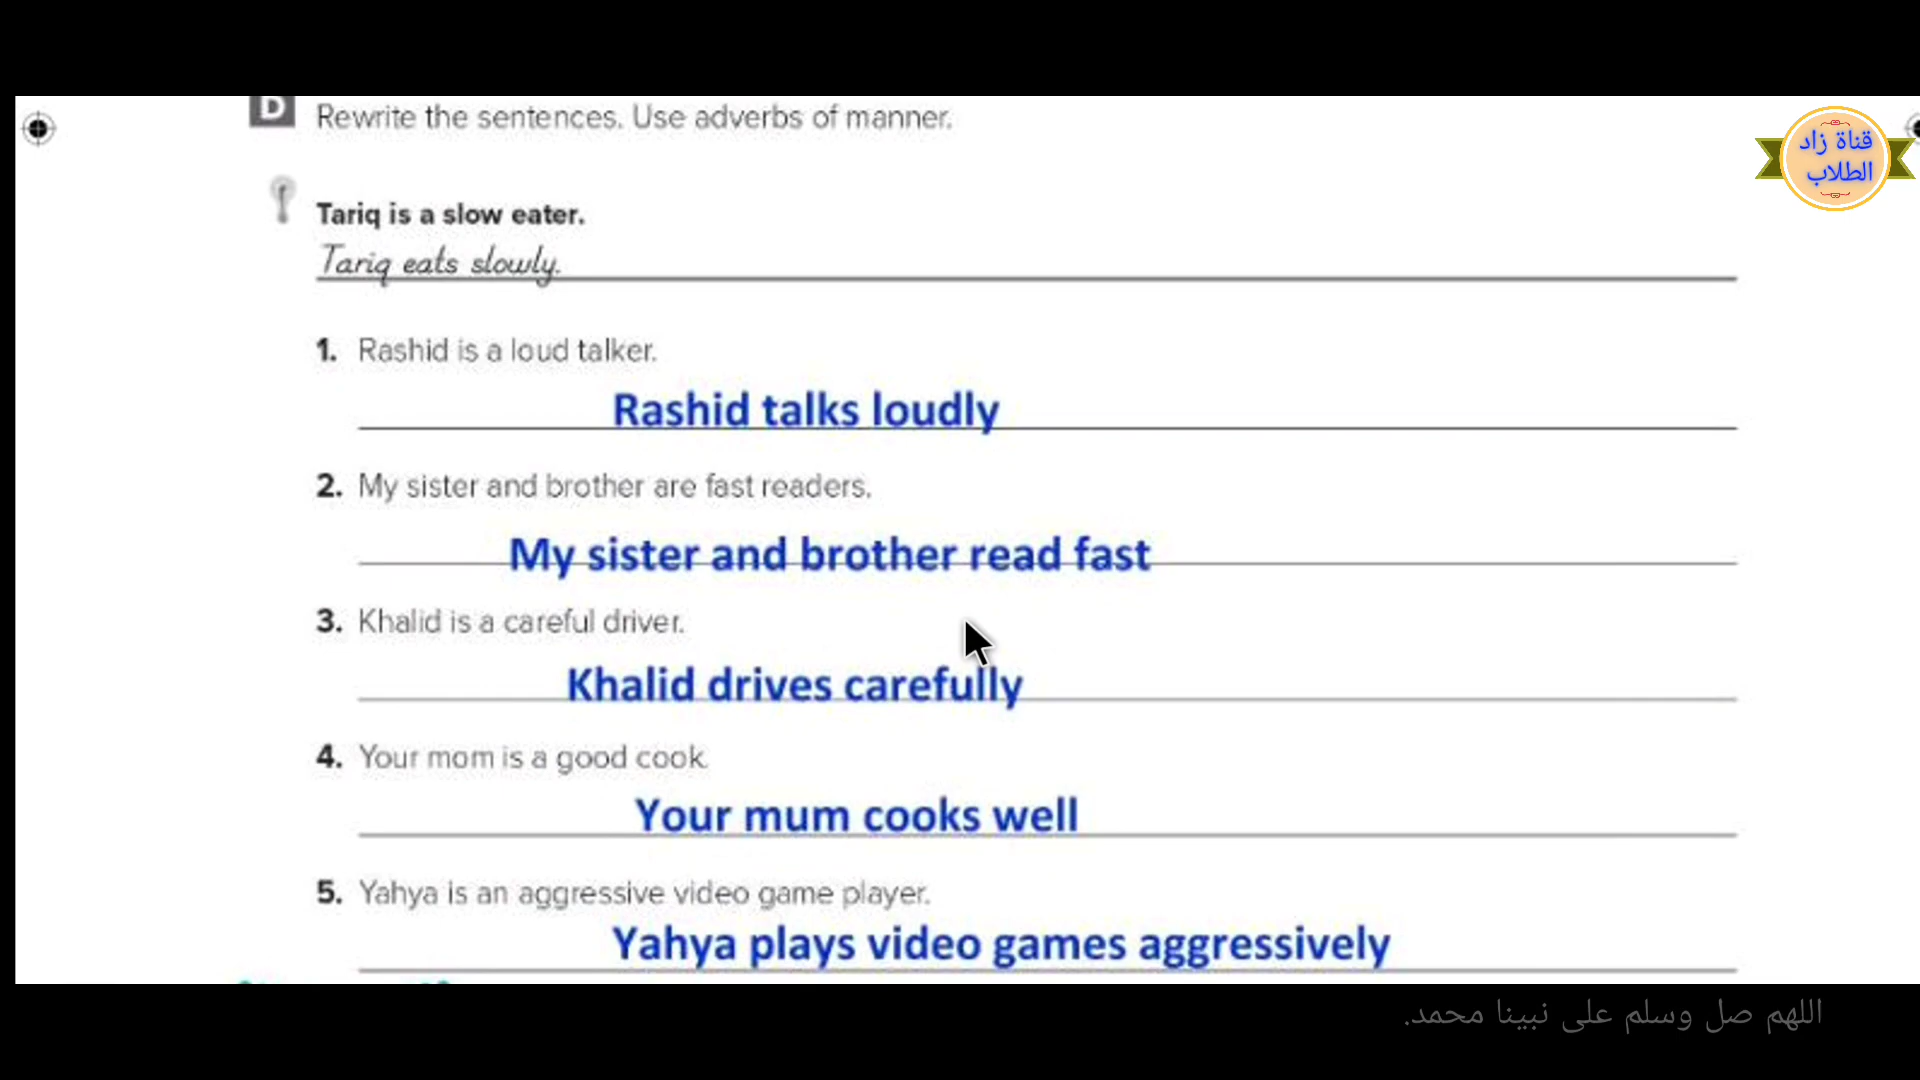 D Rewrite the sentences. Use adverbs of manner.
قناة زاد
الطلاب
Tariq is a slow eater.
Tariq eats slowly.
1. Rashid is a loud talker.
Rashid talks loudly
2. My sister and brother are fast readers.
My sister and brother read fast
3. Khalid is a careful driver.
Khalid drives carefully
4. Your mom is a good cook.
Your mum cooks well
5. Yahya is an aggressive video game player.
Yahya plays video games aggressively
اللهم صل وسلم على نبينا محمد.